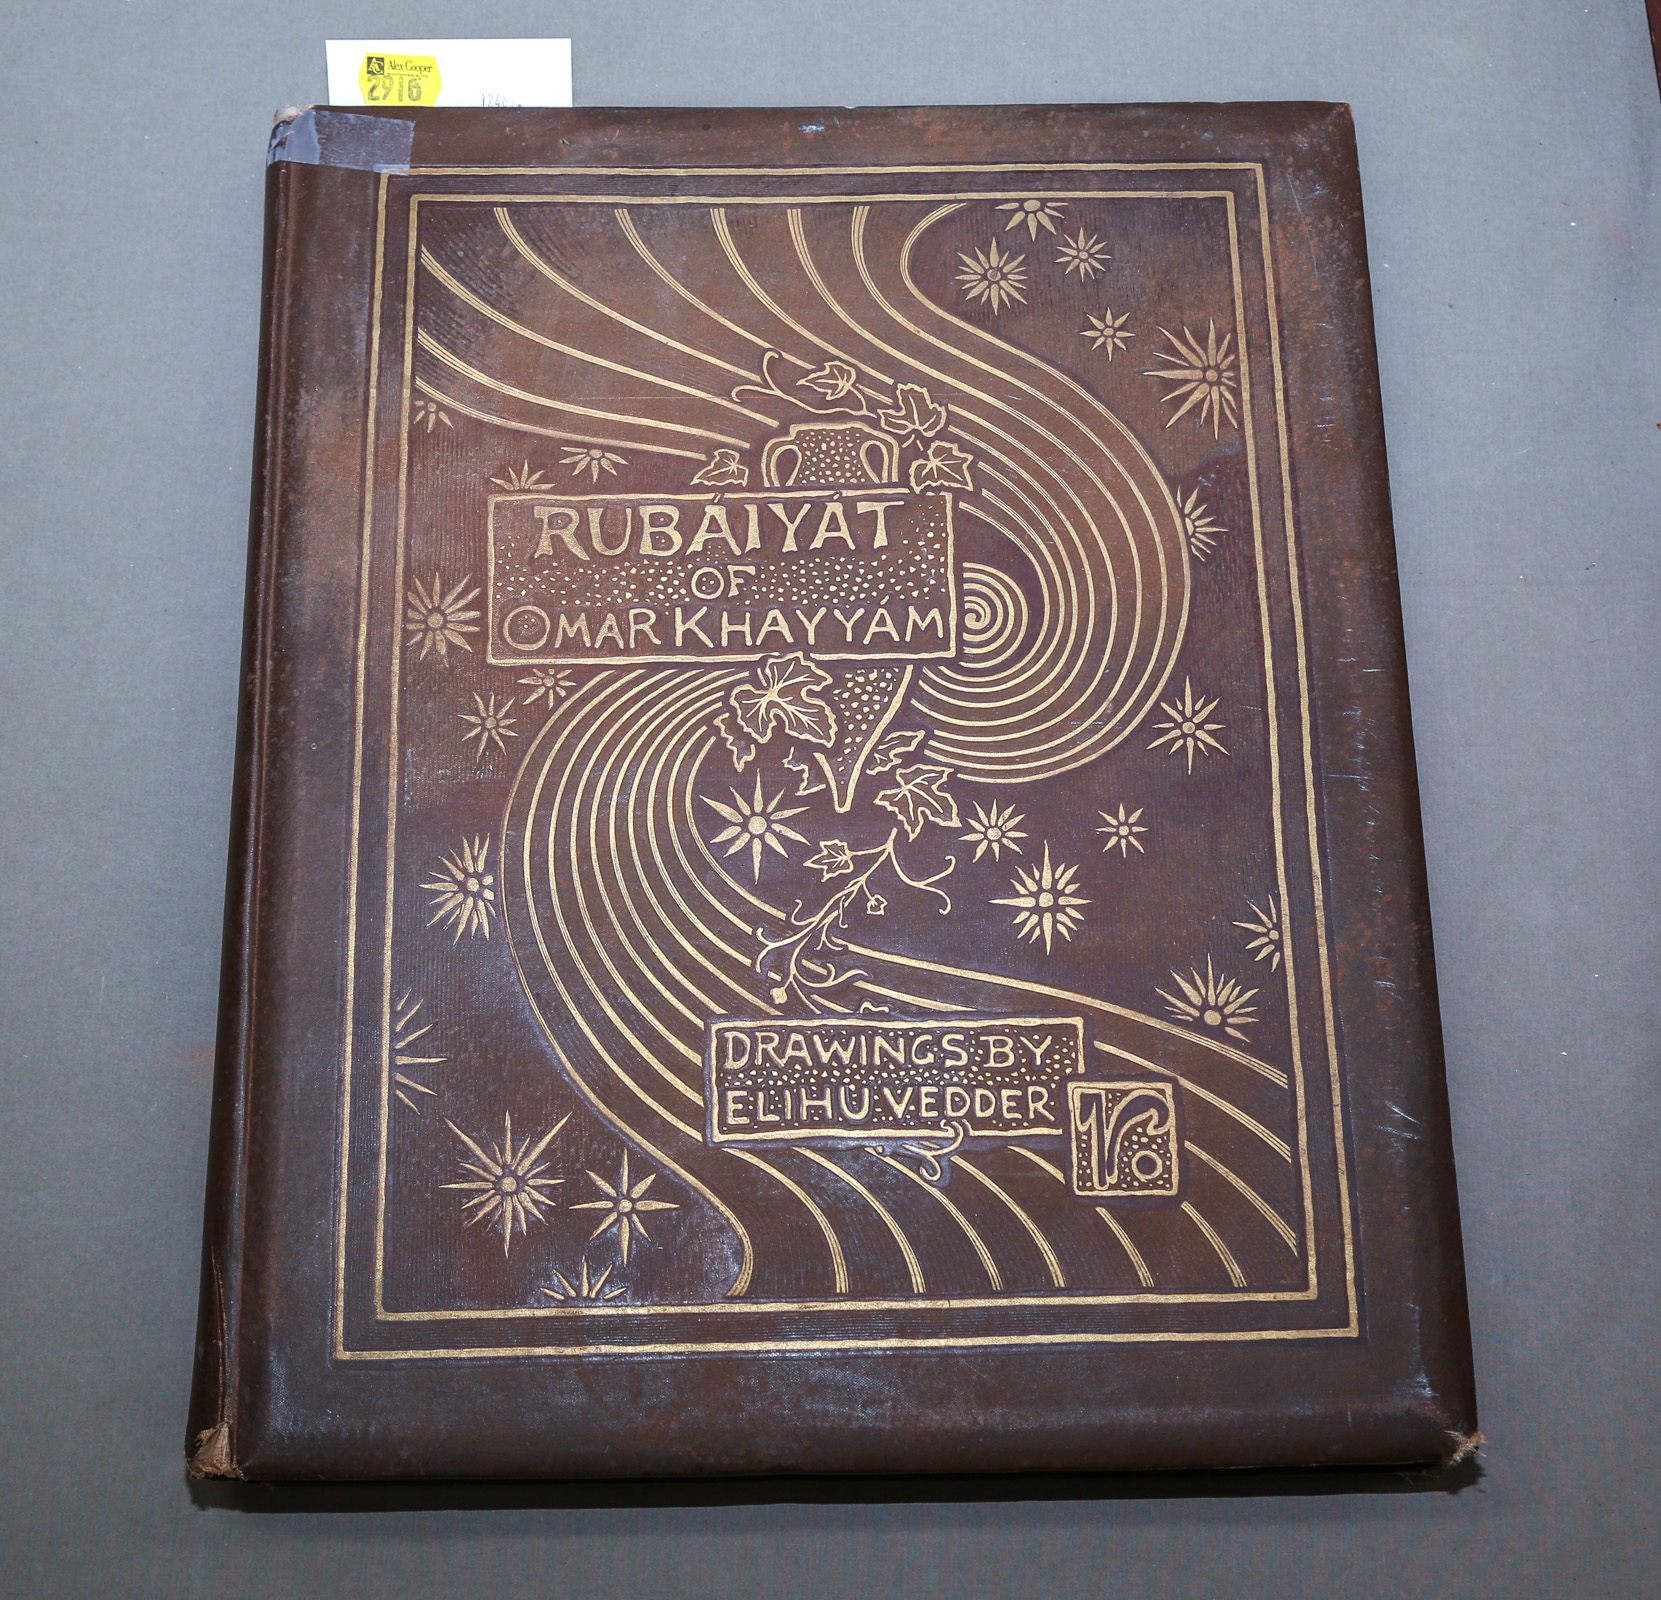 Alex Cooper
2916
RUBÁIYÁT
OF
OMAR KHAYYÁM
DRAWINGS BY
ELIHU VEDDER
V